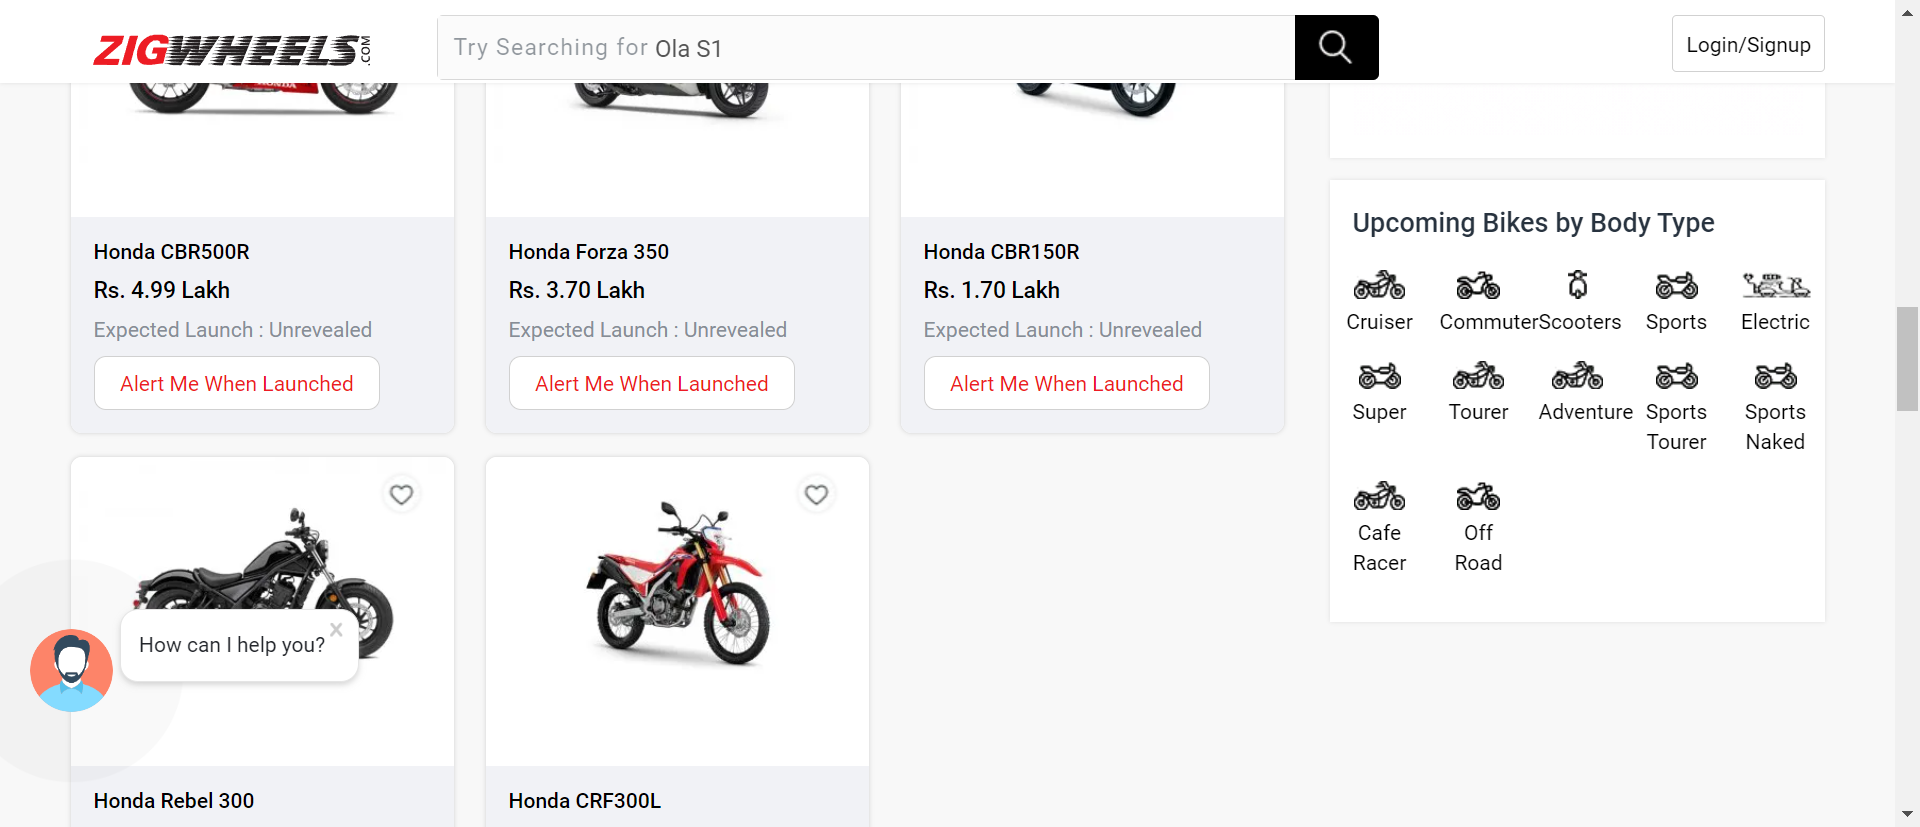 ZIGWHEELS.COM
Try Searching for Ola S1
Login/Signup
HONDA
Honda CBR500R
Rs. 4.99 Lakh
Expected Launch : Unrevealed
Alert Me When Launched
Honda Forza 350
Rs. 3.70 Lakh
Expected Launch : Unrevealed
Alert Me When Launched
Honda CBR150R
Rs. 1.70 Lakh
Expected Launch : Unrevealed
Alert Me When Launched
Honda Rebel 300
Honda CRF300L
How can I help you?
Upcoming Bikes by Body Type
Cruiser
Commuter
Scooters
Sports
Electric
Super
Tourer
Adventure
Sports
Tourer
Sports
Naked
Cafe
Racer
Off
Road